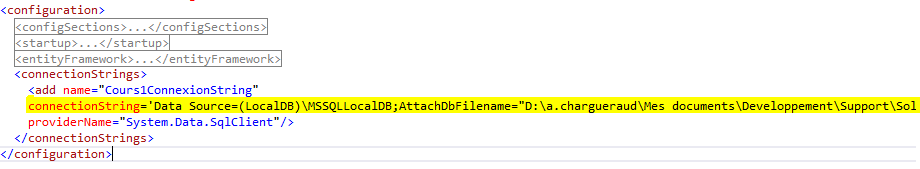 <configuration>
<configSections>...</configSections>
<startup>...</startup>
<entityFramework>...</entityFramework>
<connectionStrings>
<add name="Cours1ConnexionString"
connectionString='Data Source=(LocalDB)\MSSQLLocalDB;AttachDbFilename="D:\a.chargueraud\Mes documents\Developpement\Support\Sol
providerName="System.Data.SqlClient"/>
</connectionStrings>
</configuration>